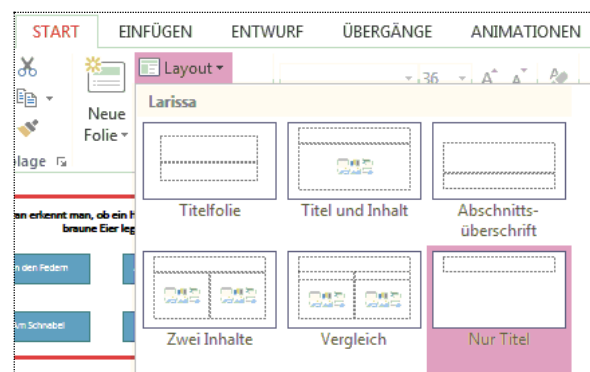 START EINFÜGEN ENTWURF ÜBERGÄNGE ANIMATIONEN
Layout
36
Neue
Folie
Larissa
lage
Titelfolie Titel und Inhalt Abschnitts-
überschrift
an erkennt man, ob ein
braune Eier leg
n den Federn
Am Schnabel
Zwei Inhalte Vergleich Nur Titel